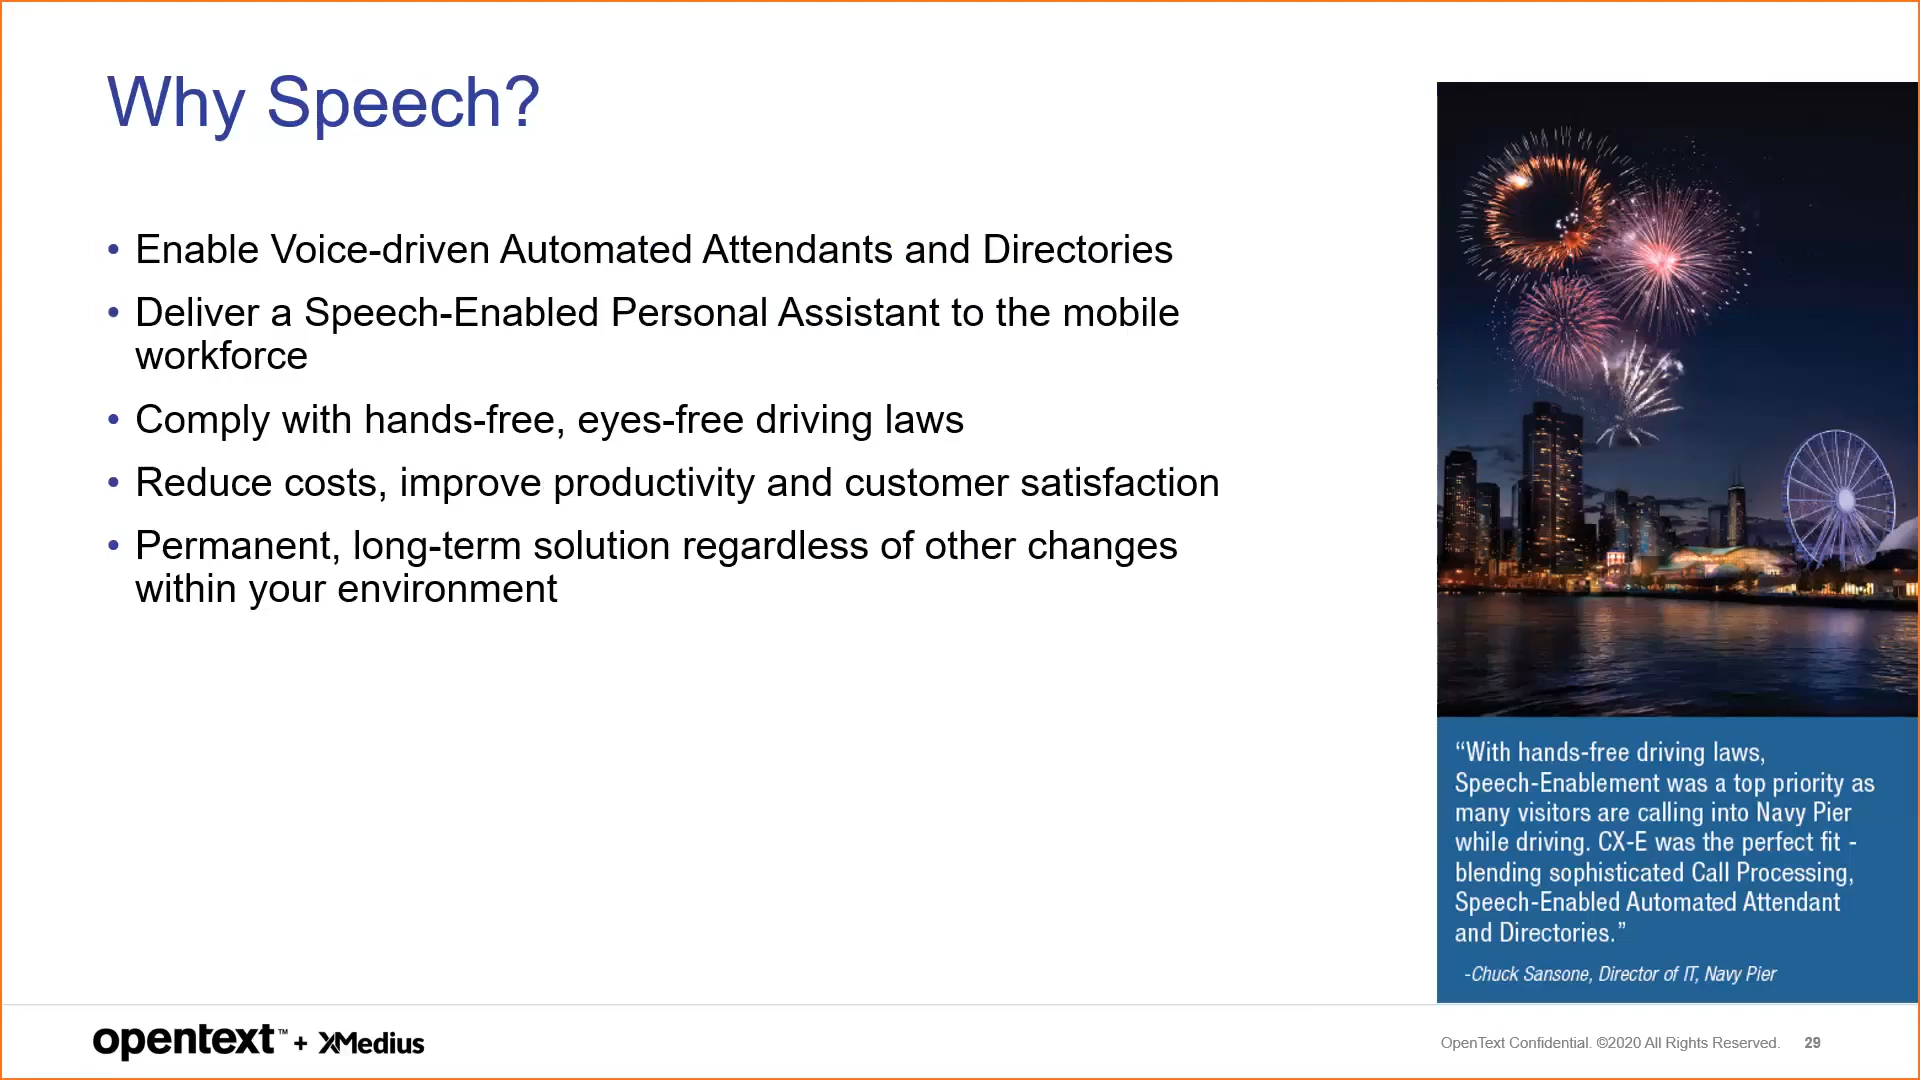 Why Speech?
• Enable Voice-driven Automated Attendants and Directories
• Deliver a Speech-Enabled Personal Assistant to the mobile
workforce
• Comply with hands-free, eyes-free driving laws
• Reduce costs, improve productivity and customer satisfaction
• Permanent, long-term solution regardless of other changes
within your environment
“With hands-free driving laws,
Speech-Enablement was a top priority as
many visitors are calling into Navy Pier
while driving. CX-E was the perfect fit -
blending sophisticated Call Processing,
Speech-Enabled Automated Attendant
and Directories.”
-Chuck Sansone, Director of IT, Navy Pier
opentext™ + XMedius
OpenText Confidential. ©2020 All Rights Reserved. 29